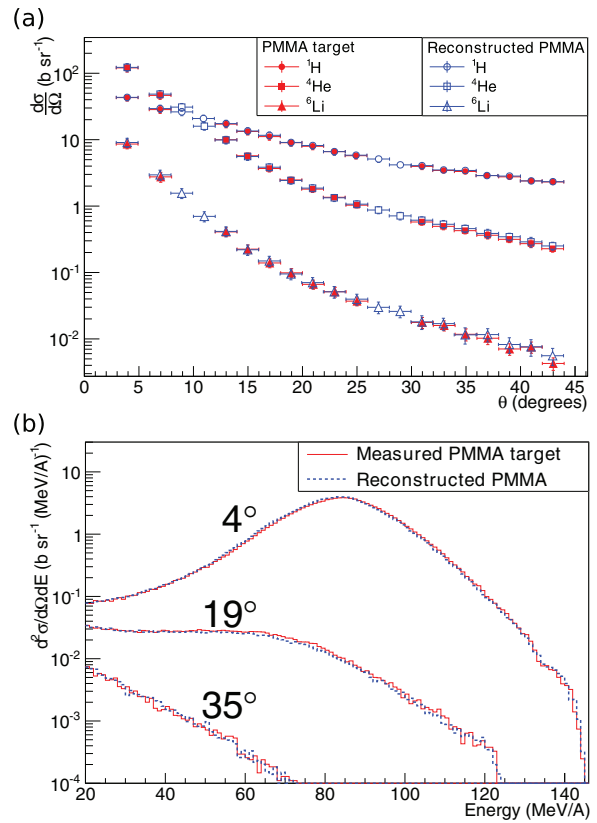 (a)
dσ/dΩ (b sr⁻¹)
PMMA target
¹H
⁴He
⁶Li
Reconstructed PMMA
¹H
⁴He
⁶Li
10²
10
1
10⁻¹
10⁻²
0 5 10 15 20 25 30 35 40 45
θ (degrees)
(b)
d²σ/dΩdE (b sr⁻¹ (MeV/A)⁻¹)
Measured PMMA target
Reconstructed PMMA
10
1
10⁻¹
10⁻²
10⁻³
10⁻⁴
4°
19°
35°
20 40 60 80 100 120 140
Energy (MeV/A)